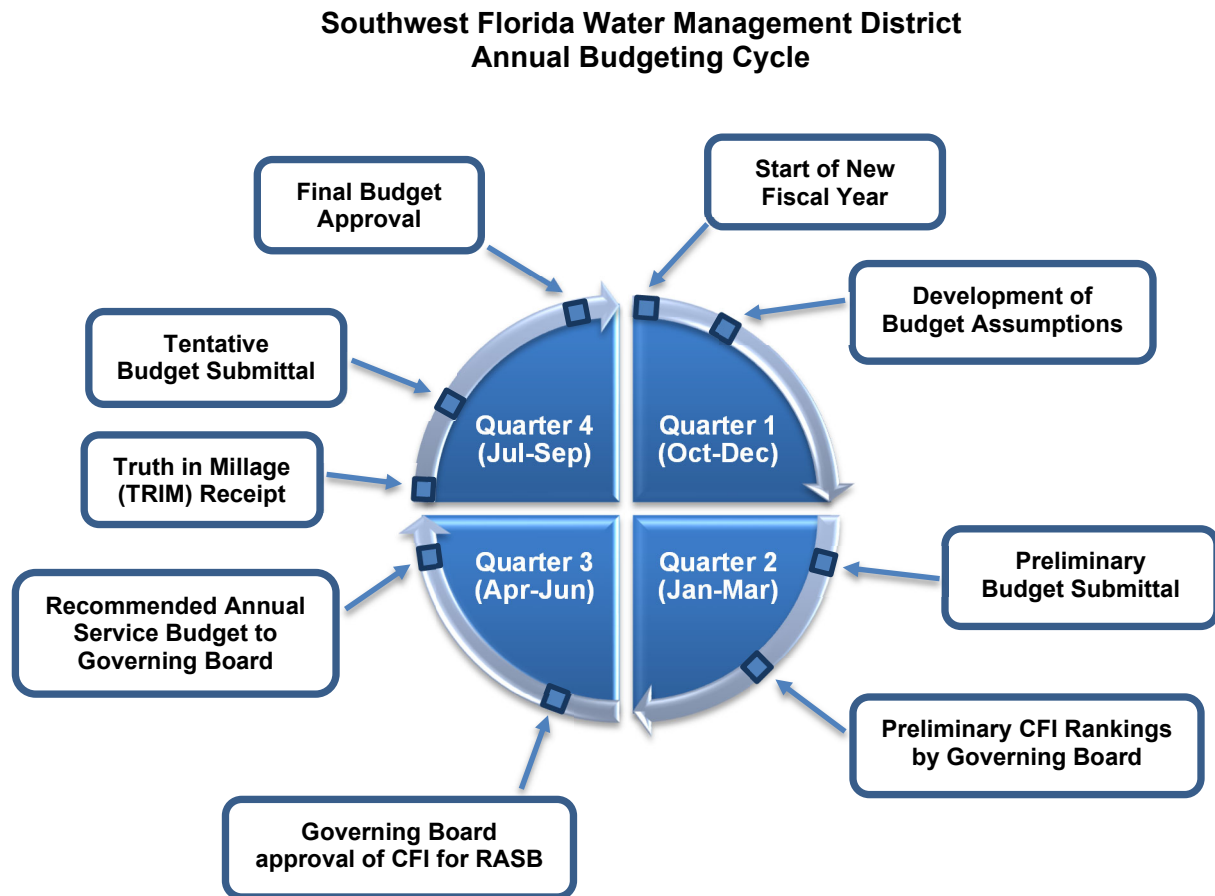 Southwest Florida Water Management District
Annual Budgeting Cycle
Start of New
Fiscal Year
Development of
Budget Assumptions
Preliminary
Budget Submittal
Preliminary CFI Rankings
by Governing Board
Governing Board
approval of CFI for RASB
Recommended Annual
Service Budget to
Governing Board
Truth in Millage
(TRIM) Receipt
Tentative
Budget Submittal
Final Budget
Approval
Quarter 4
(Jul-Sep)
Quarter 1
(Oct-Dec)
Quarter 3
(Apr-Jun)
Quarter 2
(Jan-Mar)